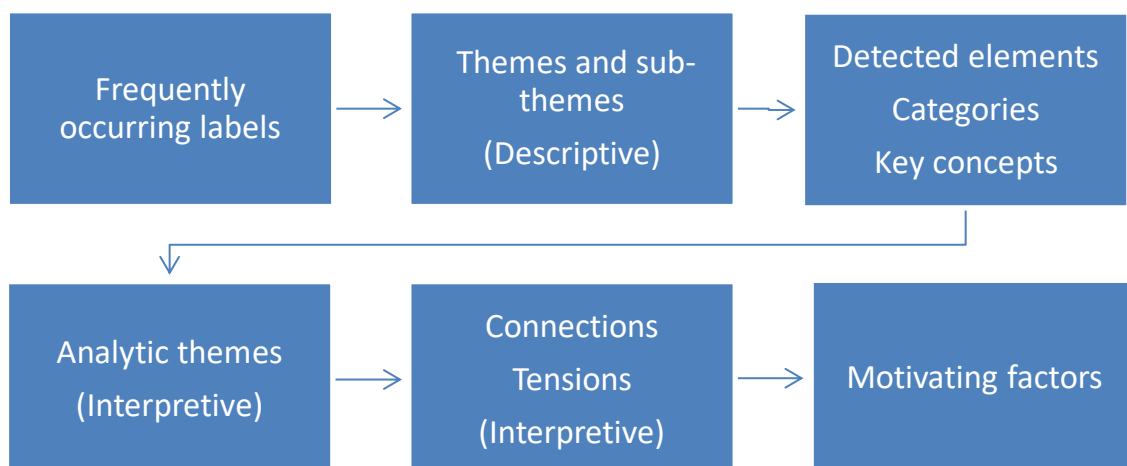 Frequently
occurring labels
Themes and sub-
themes
(Descriptive)
Detected elements
Categories
Key concepts
Analytic themes
(Interpretive)
Connections
Tensions
(Interpretive)
Motivating factors